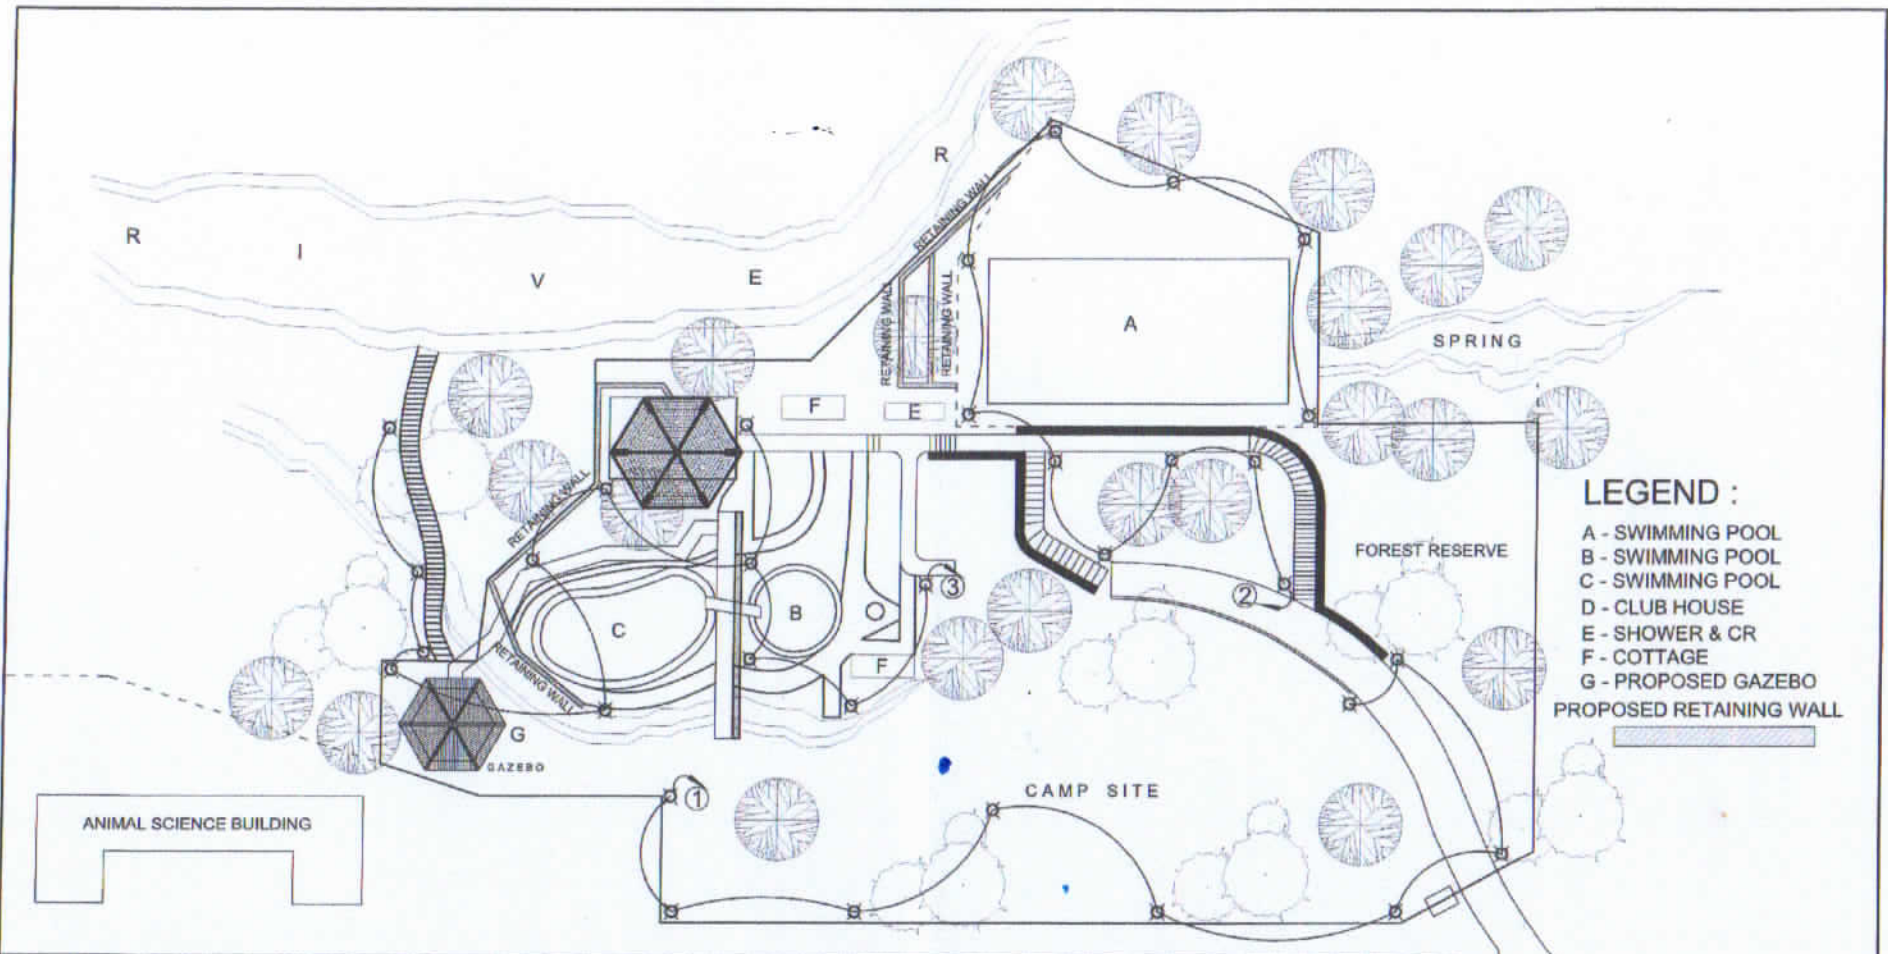 R
R I V E
RETAINING WALL
RETAINING WALL
RETAINING WALL
A
SPRING
F
E
RETAINING WALL
LEGEND :
A - SWIMMING POOL
B - SWIMMING POOL
C - SWIMMING POOL
D - CLUB HOUSE
E - SHOWER & CR
F - COTTAGE
G - PROPOSED GAZEBO
PROPOSED RETAINING WALL
FOREST RESERVE
3
2
B
C
F
RETAINING WALL
G
GAZEBO
1
CAMP SITE
ANIMAL SCIENCE BUILDING